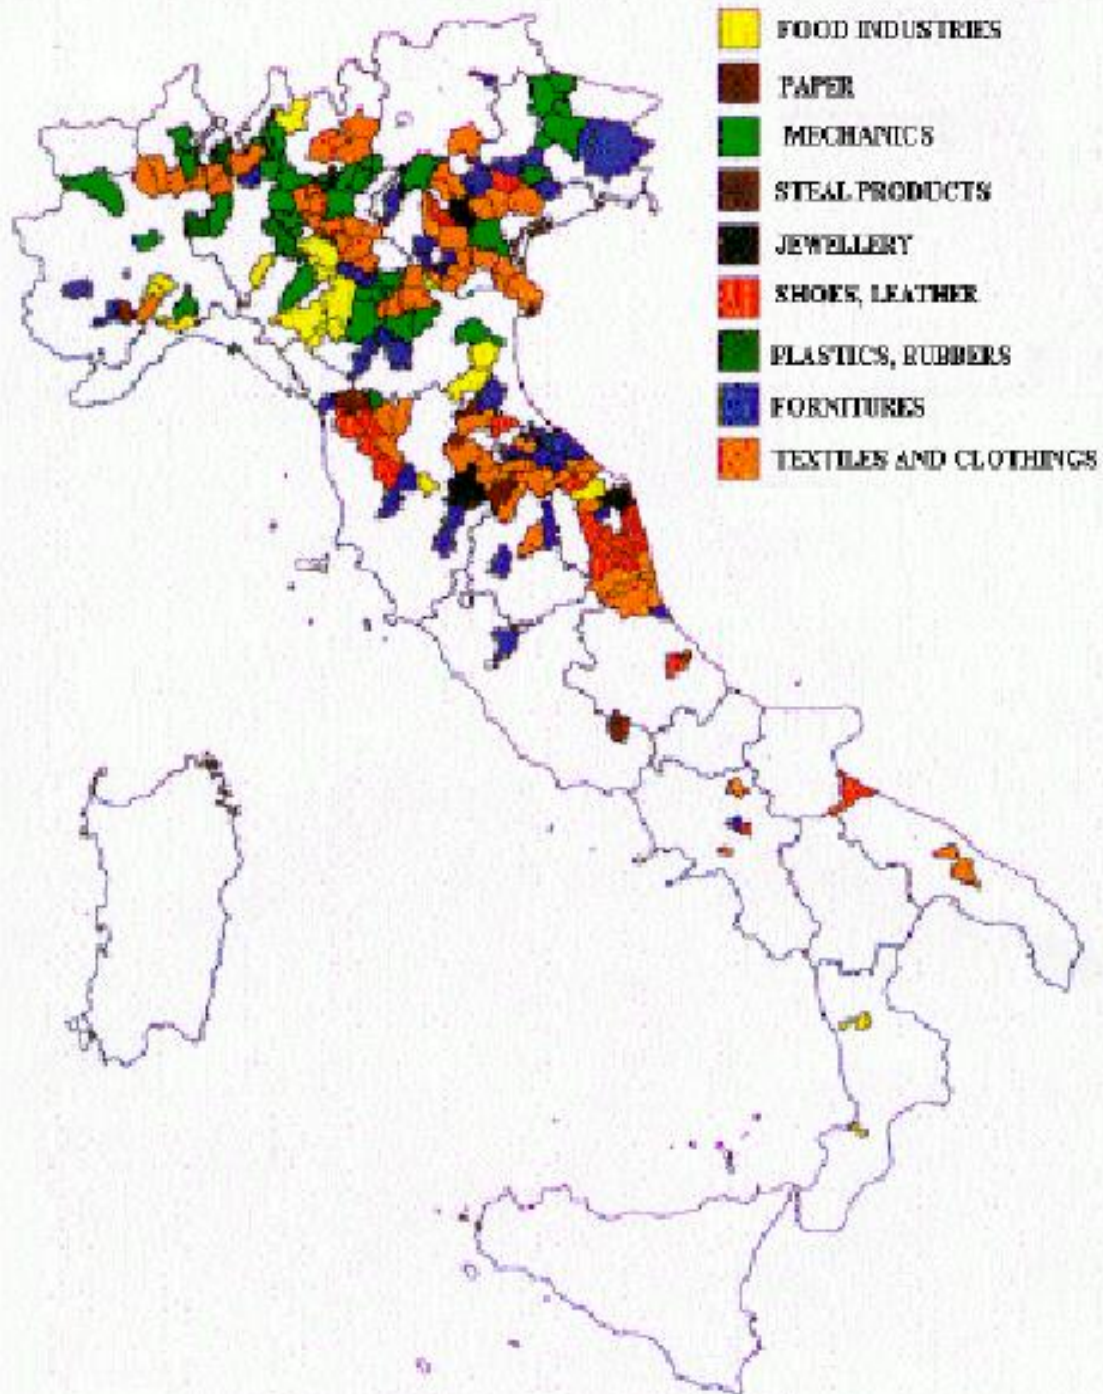 FOOD INDUSTRIES
PAPER
MECHANICS
STEAL PRODUCTS
JEWELLERY
SHOES, LEATHER
PLASTICS, RUBBERS
FORNITURES
TEXTILES AND CLOTHINGS